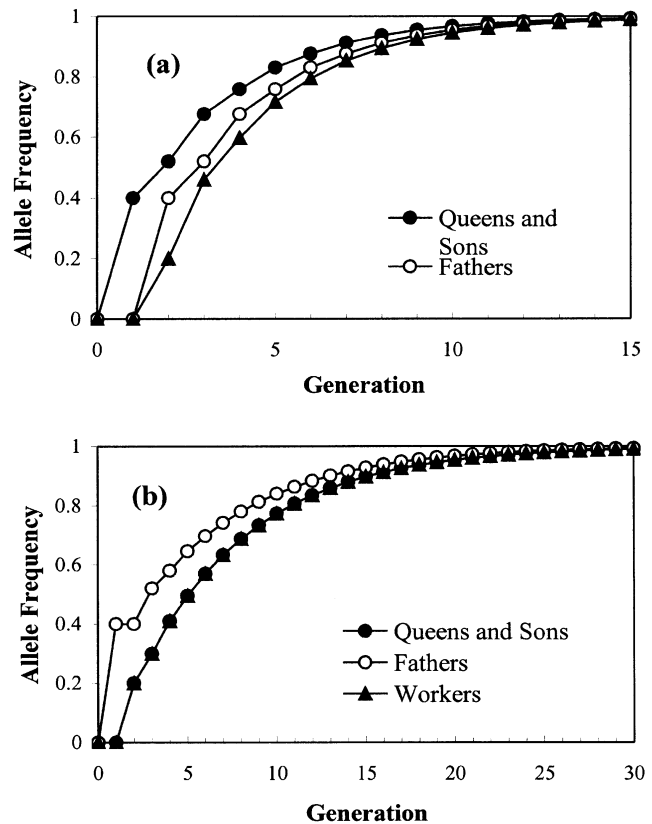 1
0.8
0.6
0.4
0.2
0
Allele Frequency
(a)
Queens and
Sons
Fathers
0 5 10 15
Generation
1
0.8
0.6
0.4
0.2
0
Allele Frequency
(b)
Queens and Sons
Fathers
Workers
0 5 10 15 20 25 30
Generation